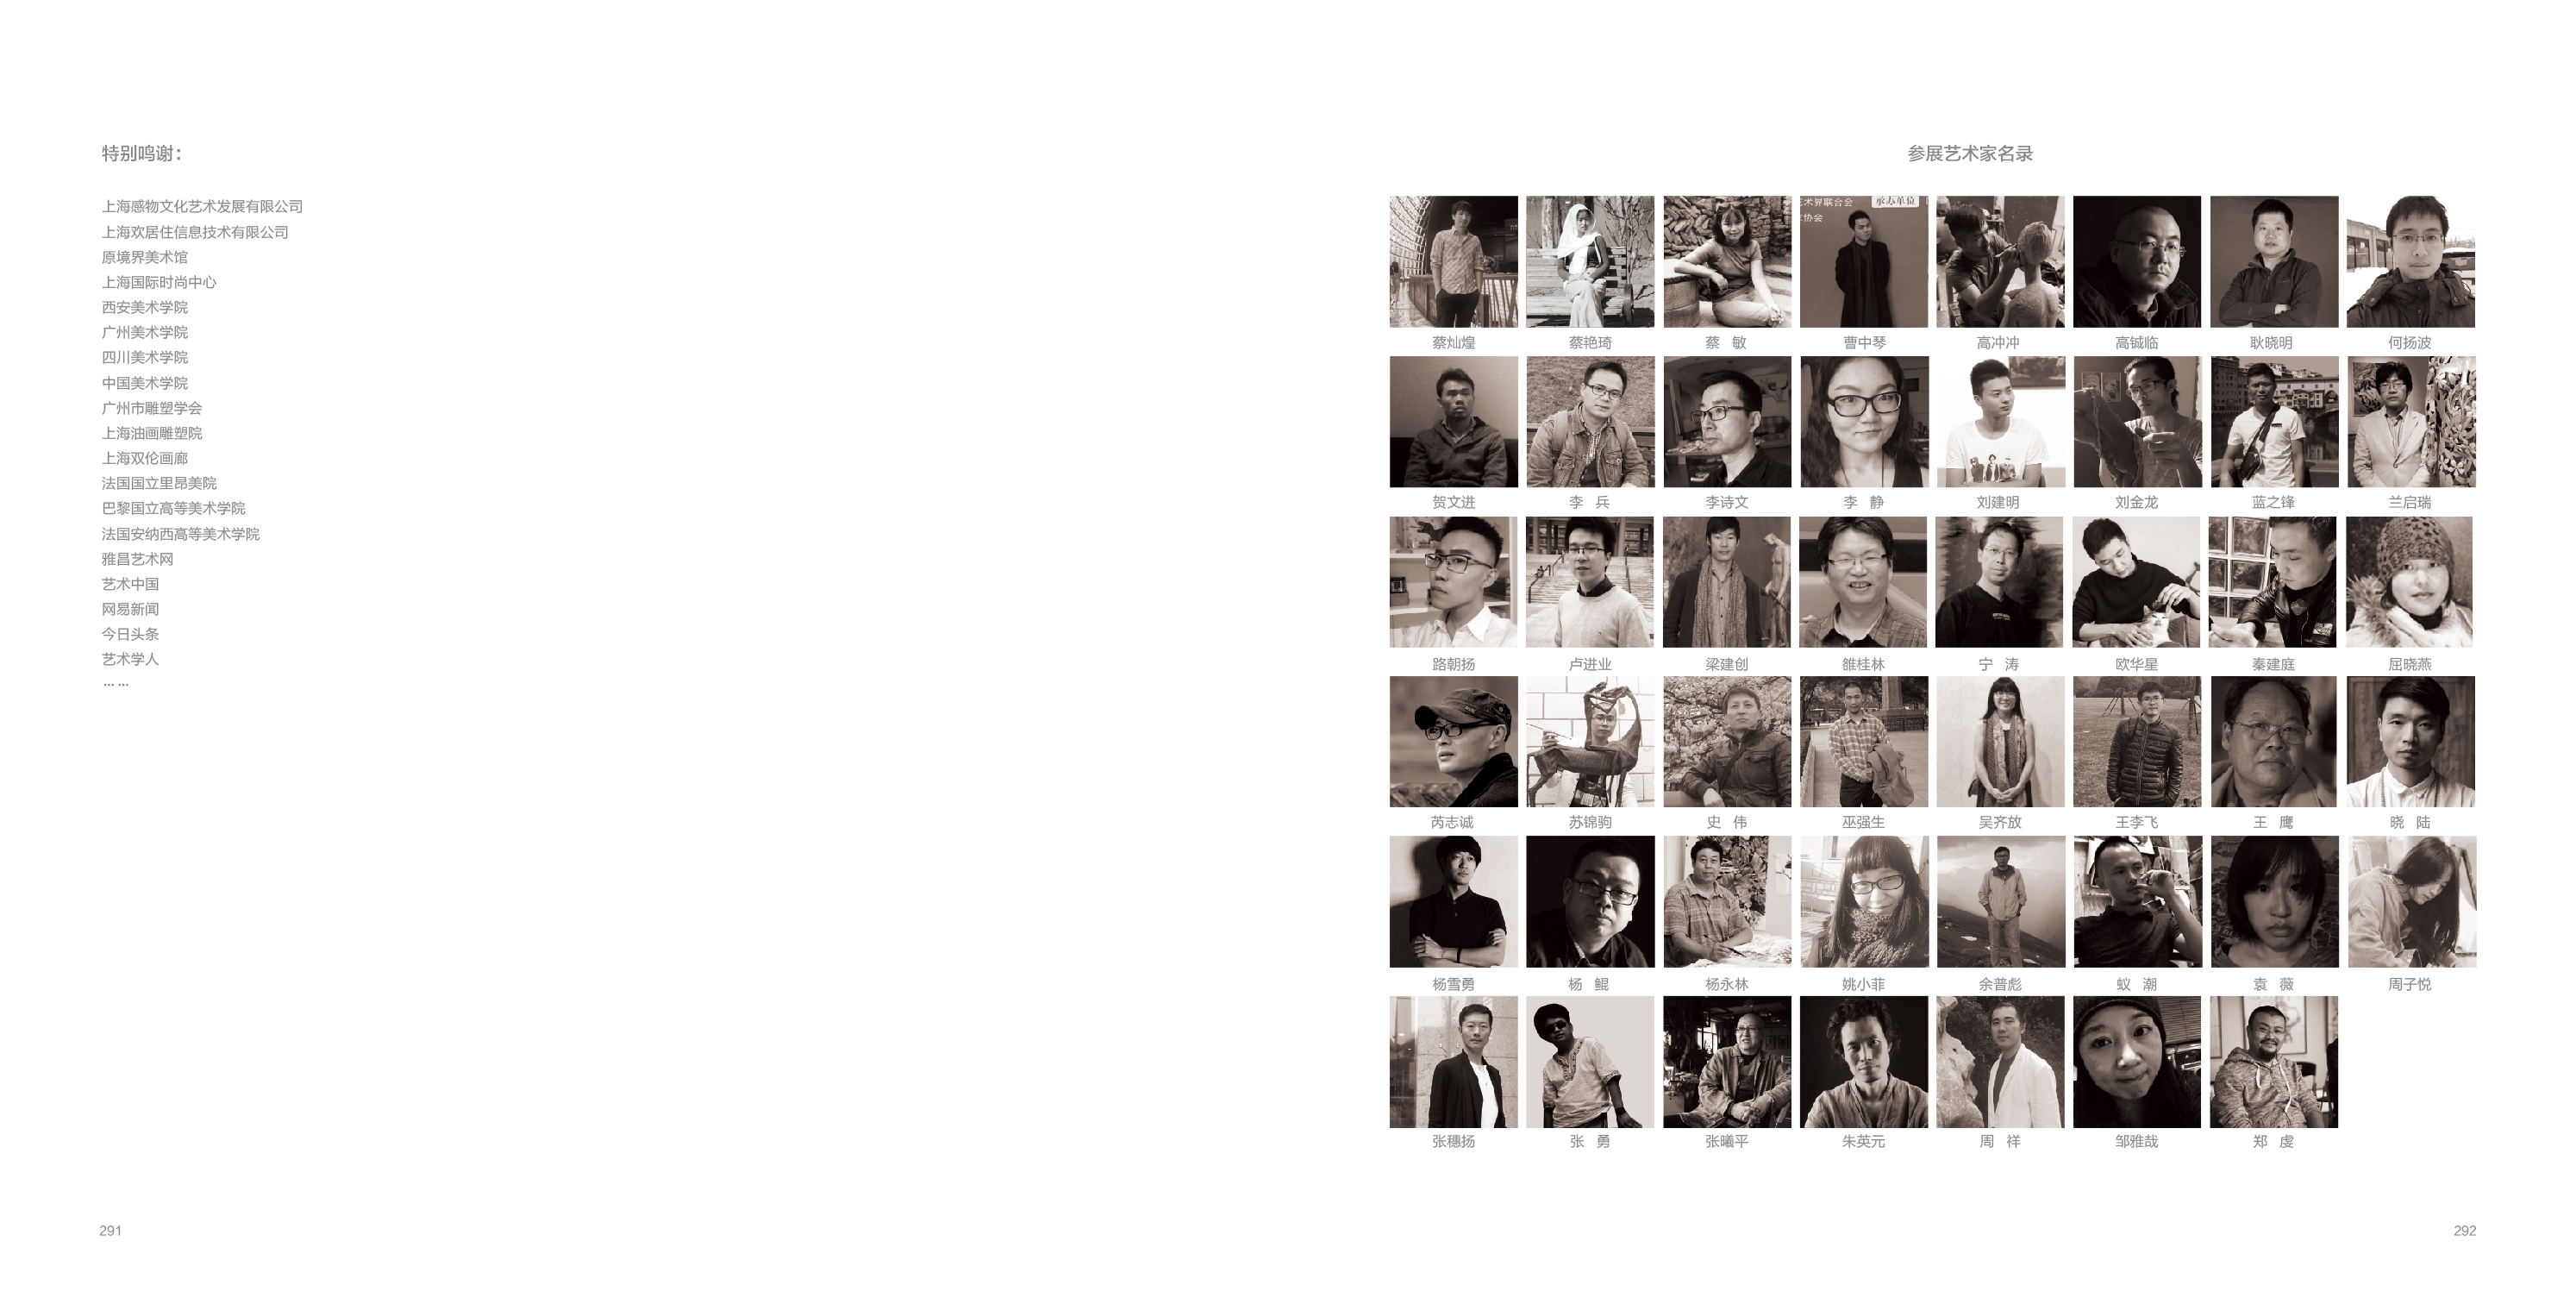 特别鸣谢：
上海感物文化艺术发展有限公司
上海欢居住信息技术有限公司
原境界美术馆
上海国际时尚中心
西安美术学院
广州美术学院
四川美术学院
中国美术学院
广州市雕塑学会
上海油画雕塑院
上海双伦画廊
法国国立里昂美院
巴黎国立高等美术学院
法国安纳西高等美术学院
雅昌艺术网
艺术中国
网易新闻
今日头条
艺术学人
... ...
291
参展艺术家名录
艺术界联合会 承办单位
协会
蔡灿煌 蔡艳琦 蔡 敏 曹中琴 高冲冲 高铖临 耿晓明 何扬波
贺文进 李 兵 李诗文 李 静 刘建明 刘金龙 蓝之锋 兰启瑞
路朝扬 卢进业 梁建创 雒桂林 宁 涛 欧华星 秦建庭 屈晓燕
芮志诚 苏锦驹 史 伟 巫强生 吴齐放 王李飞 王 鹰 晓 陆
杨雪勇 杨 鲲 杨永林 姚小菲 余普彪 蚁 潮 袁 薇 周子悦
张穗扬 张 勇 张曦平 朱英元 周 祥 邹雅哉 郑 虔
292